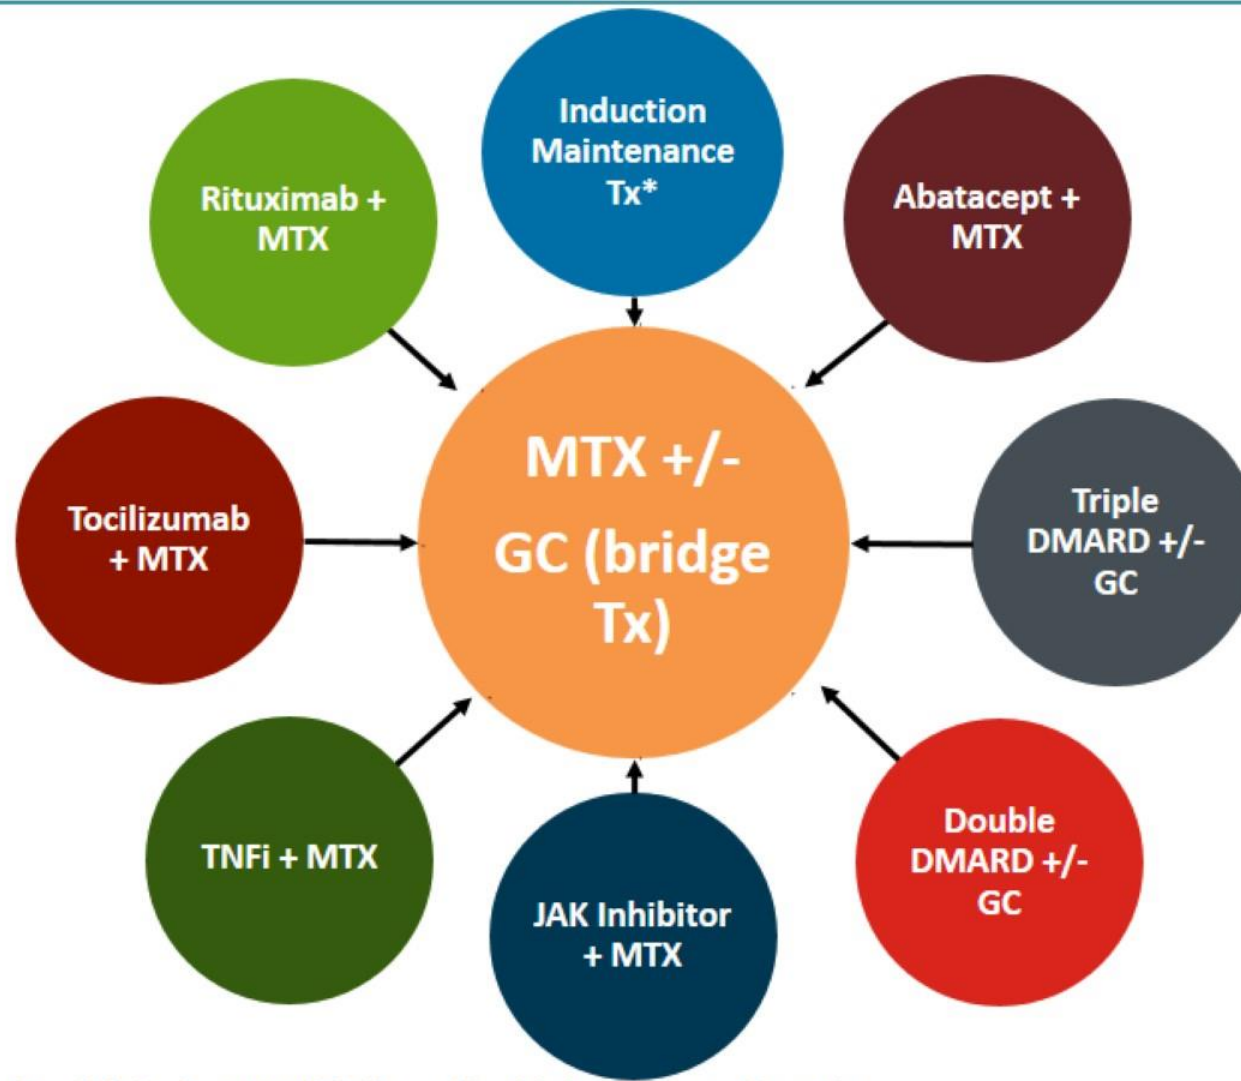 Induction
Maintenance
Tx*
Rituximab +
MTX
Abatacept +
MTX
MTX +/-
GC (bridge
Tx)
Tocilizumab
+ MTX
Triple
DMARD +/-
GC
TNFi + MTX
Double
DMARD +/-
GC
JAK Inhibitor
+ MTX